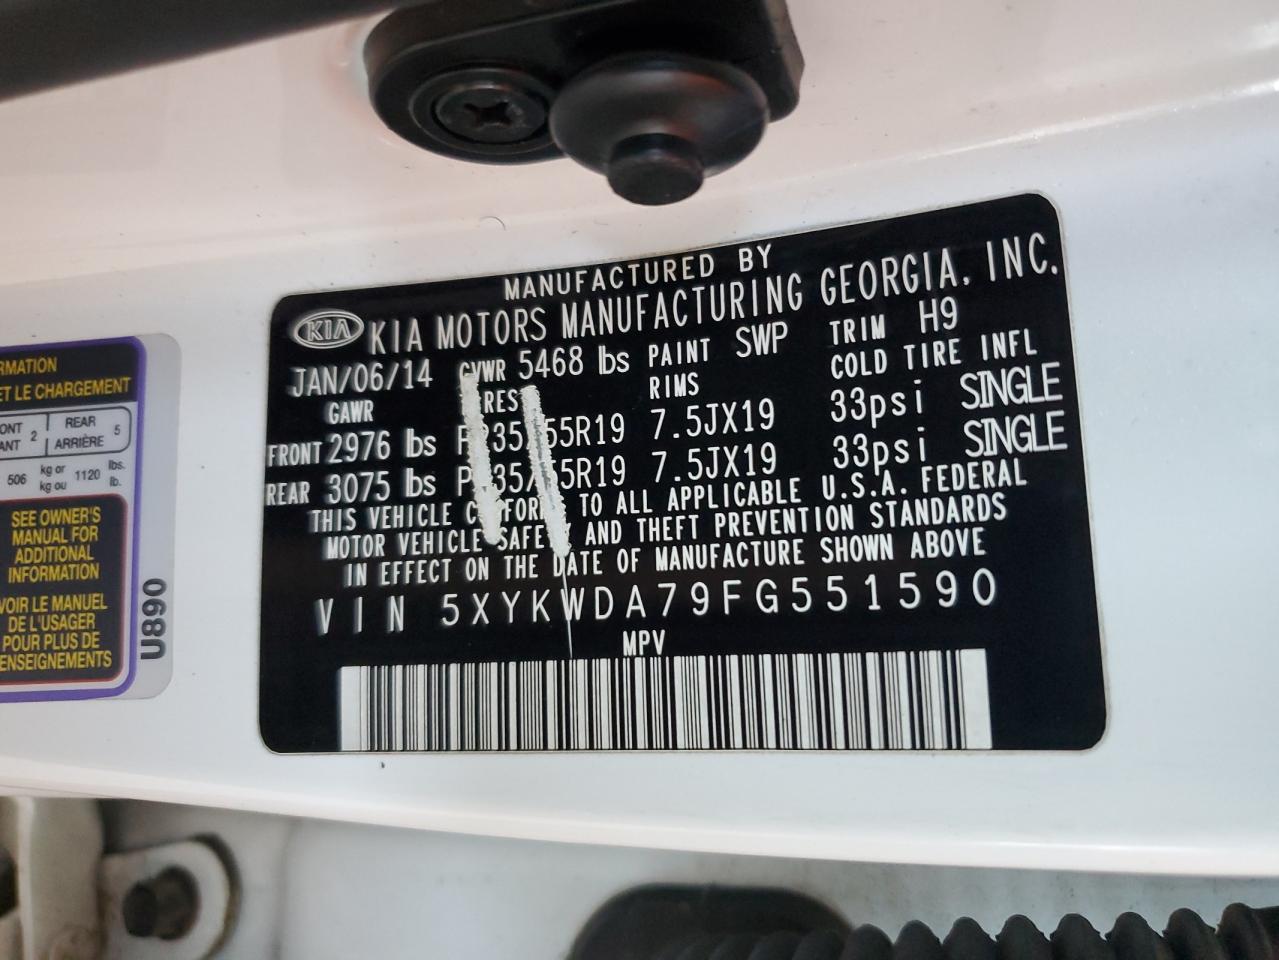 MANUFACTURED BY
KIA KIA MOTORS MANUFACTURING GEORGIA, INC.
JAN/06/14 GVWR 5468 lbs PAINT SWP TRIM H9
GAWR RIMS COLD TIRE INFL
FRONT 2976 lbs 7.5JX19 33psi SINGLE
REAR 3075 lbs 7.5JX19 33psi SINGLE
THIS VEHICLE CONFORMS TO ALL APPLICABLE U.S.A. FEDERAL
MOTOR VEHICLE SAFETY AND THEFT PREVENTION STANDARDS
IN EFFECT ON THE DATE OF MANUFACTURE SHOWN ABOVE
VIN 5XYKWDA79FG551590
MPV
ET LE CHARGEMENT
2 REAR 5
ARRIÈRE
506 kg or 1120 lbs.
kg ou lb.
SEE OWNER'S
MANUAL FOR
ADDITIONAL
INFORMATION
VOIR LE MANUEL
DE L'USAGER
POUR PLUS DE
U890